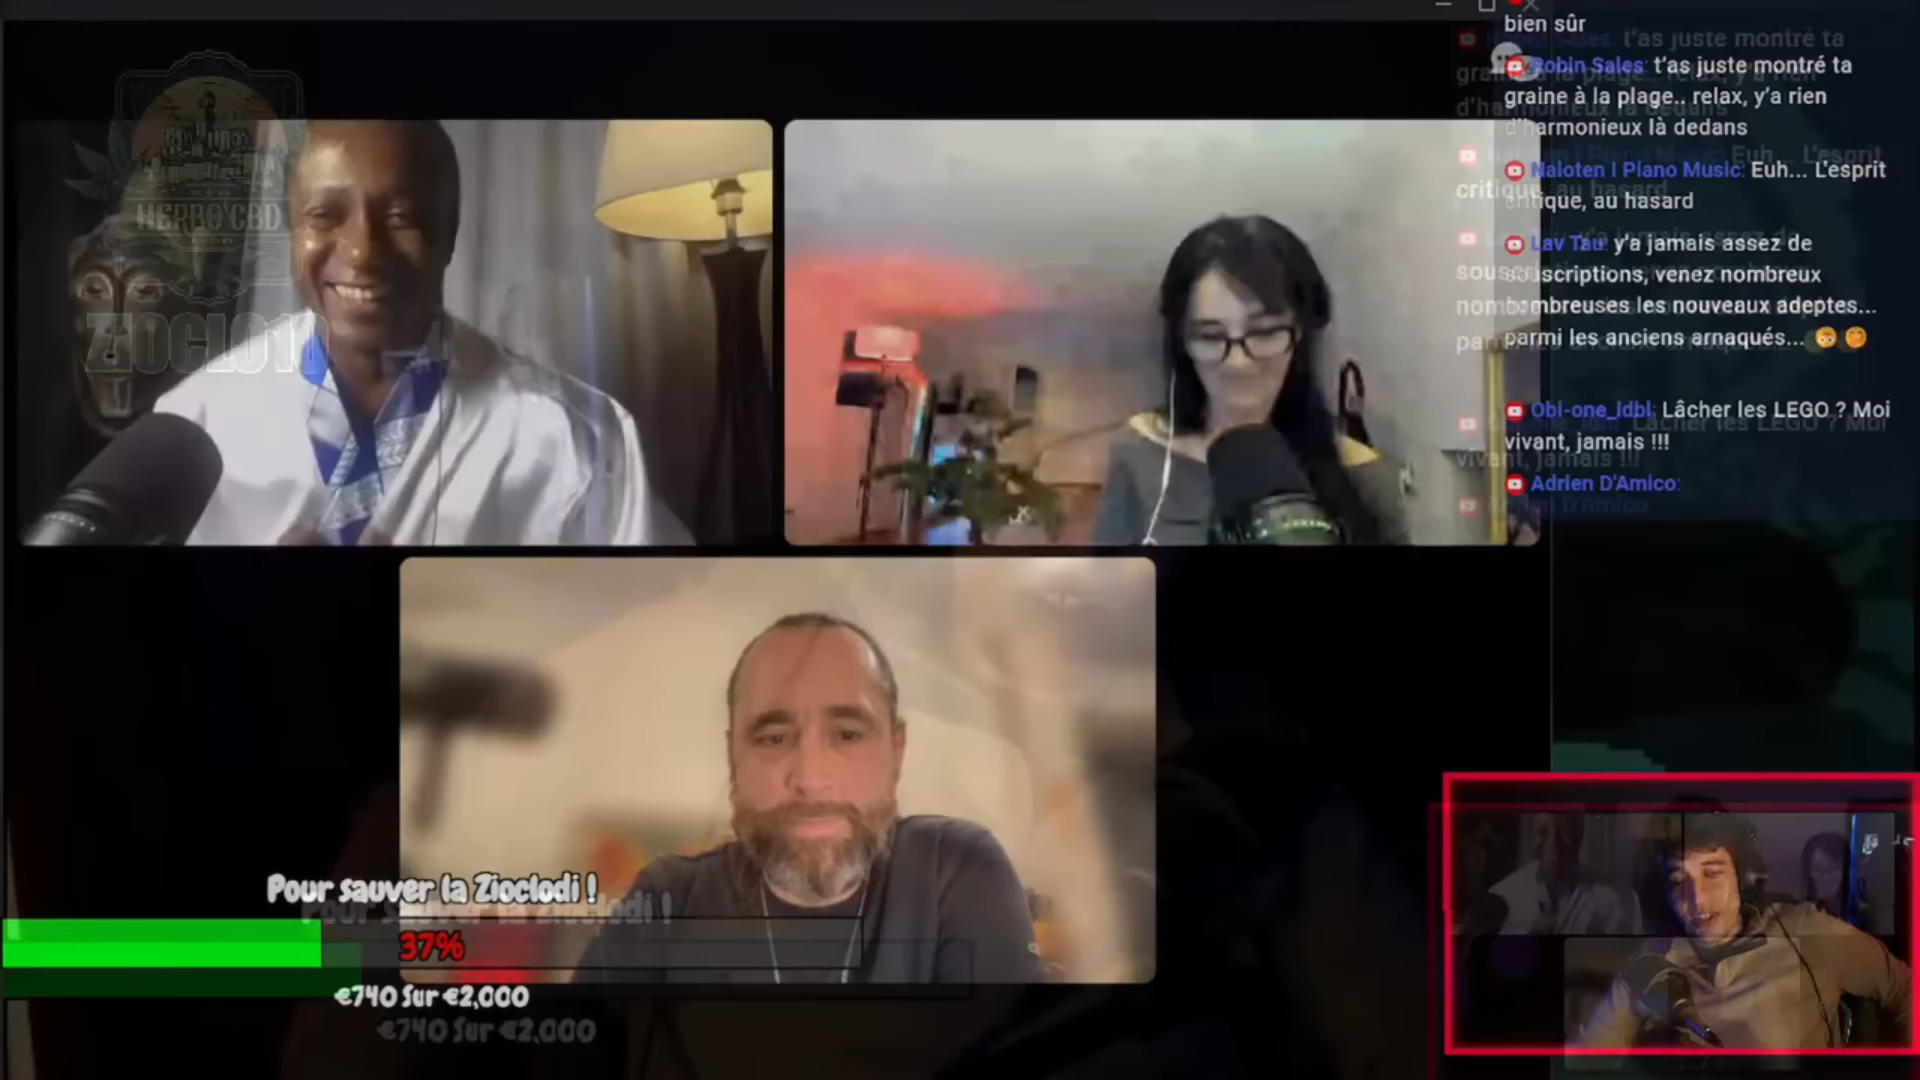 bien sûr
Robin Sales: t'as juste montré ta
graine à la plage.. relax, y'a rien
d'harmonieux là dedans
Naloten I Piano Music: Euh... L'esprit
critique, au hasard
Lav Tau: y'a jamais assez de
souscriptions, venez nombreux
nombreuses les nouveaux adeptes...
parmi les anciens arnaqués...
Obi-one_idbl: Lâcher les LEGO ? Moi
vivant, jamais !!!
Adrien D'Amico:
HERBO'CBD
ZIOCLO10
Pour sauver la Zioclodi !
37%
€740 Sur €2,000